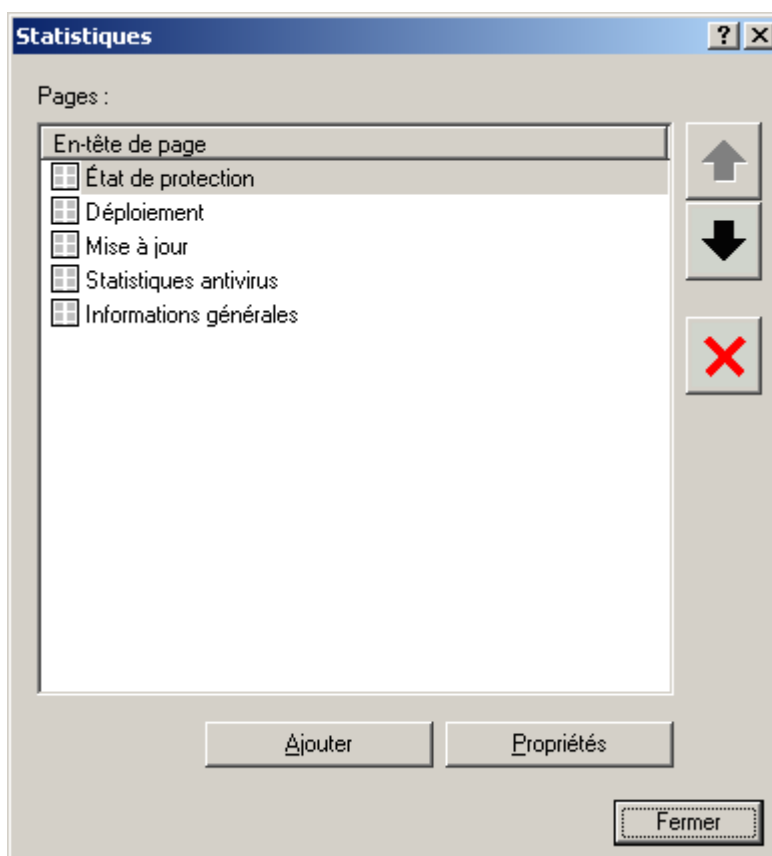 Statistiques
Pages :
En-tête de page
État de protection
Déploiement
Mise à jour
Statistiques antivirus
Informations générales
Ajouter
Propriétés
Fermer